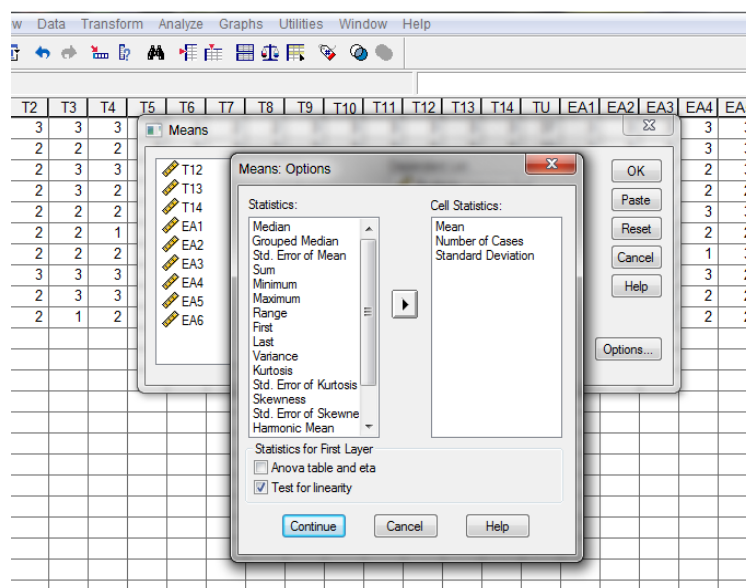 w Data Transform Analyze Graphs Utilities Window Help
T2 T3 T4 T5 T6 T7 T8 T9 T10 T11 T12 T13 T14 TU EA1 EA2 EA3 EA4 EA
3 3 3 3
2 2 2 3
2 3 3 2
2 3 2 2
2 2 2 3
2 2 1 2
2 2 2 1
3 3 3 3
2 3 3 2
2 1 2 2
Means
T12
T13
T14
EA1
EA2
EA3
EA4
EA5
EA6
OK
Paste
Reset
Cancel
Help
Options...
Means: Options
Statistics:
Median
Grouped Median
Std. Error of Mean
Sum
Minimum
Maximum
Range
First
Last
Variance
Kurtosis
Std. Error of Kurtosis
Skewness
Std. Error of Skewne
Harmonic Mean
Cell Statistics:
Mean
Number of Cases
Standard Deviation
Statistics for First Layer
Anova table and eta
Test for linearity
Continue Cancel Help